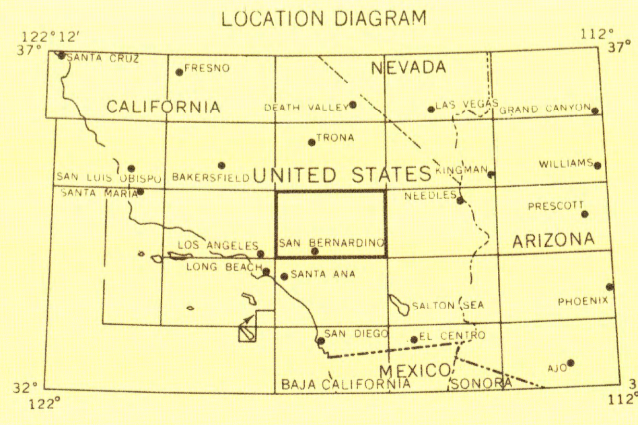 LOCATION DIAGRAM
122°12' 112°
37° 37°
SANTA CRUZ
FRESNO
NEVADA
CALIFORNIA
DEATH VALLEY
LAS VEGAS
GRAND CANYON
TRONA
SAN LUIS OBISPO
BAKERSFIELD
UNITED STATES
KINGMAN
WILLIAMS
SANTA MARIA
NEEDLES
PRESCOTT
LOS ANGELES
SAN BERNARDINO
ARIZONA
LONG BEACH
SANTA ANA
SALTON SEA
PHOENIX
SAN DIEGO
EL CENTRO
MEXICO
AJO
BAJA CALIFORNIA
SONORA
32° 3
122° 112°